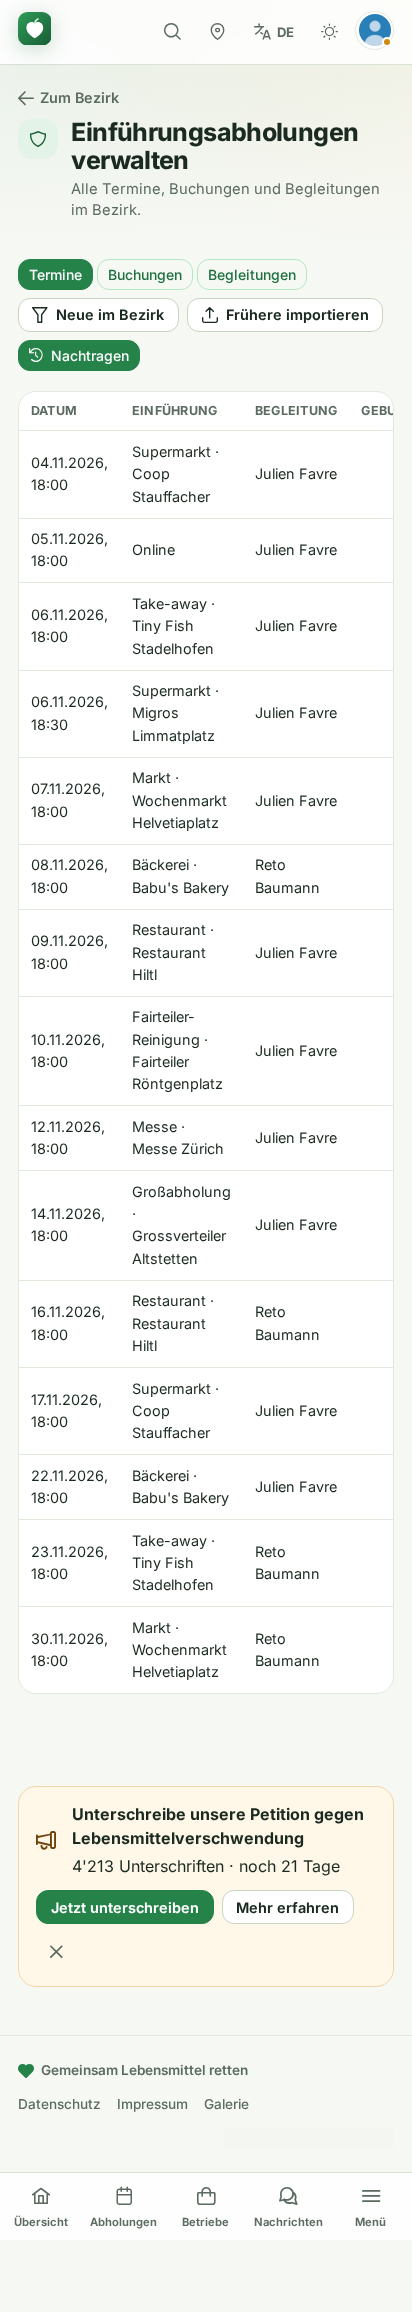 DE
Zum Bezirk
Einführungsabholungen
verwalten
Alle Termine, Buchungen und Begleitungen
im Bezirk.
Termine
Buchungen
Begleitungen
Neue im Bezirk
Frühere importieren
Nachtragen
DATUM EINFÜHRUNG BEGLEITUNG GEBU
04.11.2026,
18:00
Supermarkt ·
Coop
Stauffacher
Julien Favre
05.11.2026,
18:00
Online
Julien Favre
06.11.2026,
18:00
Take-away ·
Tiny Fish
Stadelhofen
Julien Favre
06.11.2026,
18:30
Supermarkt ·
Migros
Limmatplatz
Julien Favre
07.11.2026,
18:00
Markt ·
Wochenmarkt
Helvetiaplatz
Julien Favre
08.11.2026,
18:00
Bäckerei ·
Babu's Bakery
Reto
Baumann
09.11.2026,
18:00
Restaurant ·
Restaurant
Hiltl
Julien Favre
10.11.2026,
18:00
Fairteiler-
Reinigung ·
Fairteiler
Röntgenplatz
Julien Favre
12.11.2026,
18:00
Messe ·
Messe Zürich
Julien Favre
14.11.2026,
18:00
Großabholung
·
Grossverteiler
Altstetten
Julien Favre
16.11.2026,
18:00
Restaurant ·
Restaurant
Hiltl
Reto
Baumann
17.11.2026,
18:00
Supermarkt ·
Coop
Stauffacher
Julien Favre
22.11.2026,
18:00
Bäckerei ·
Babu's Bakery
Julien Favre
23.11.2026,
18:00
Take-away ·
Tiny Fish
Stadelhofen
Reto
Baumann
30.11.2026,
18:00
Markt ·
Wochenmarkt
Helvetiaplatz
Reto
Baumann
Unterschreibe unsere Petition gegen
Lebensmittelverschwendung
4'213 Unterschriften · noch 21 Tage
Jetzt unterschreiben
Mehr erfahren
Gemeinsam Lebensmittel retten
Datenschutz Impressum Galerie
Übersicht Abholungen Betriebe Nachrichten Menü